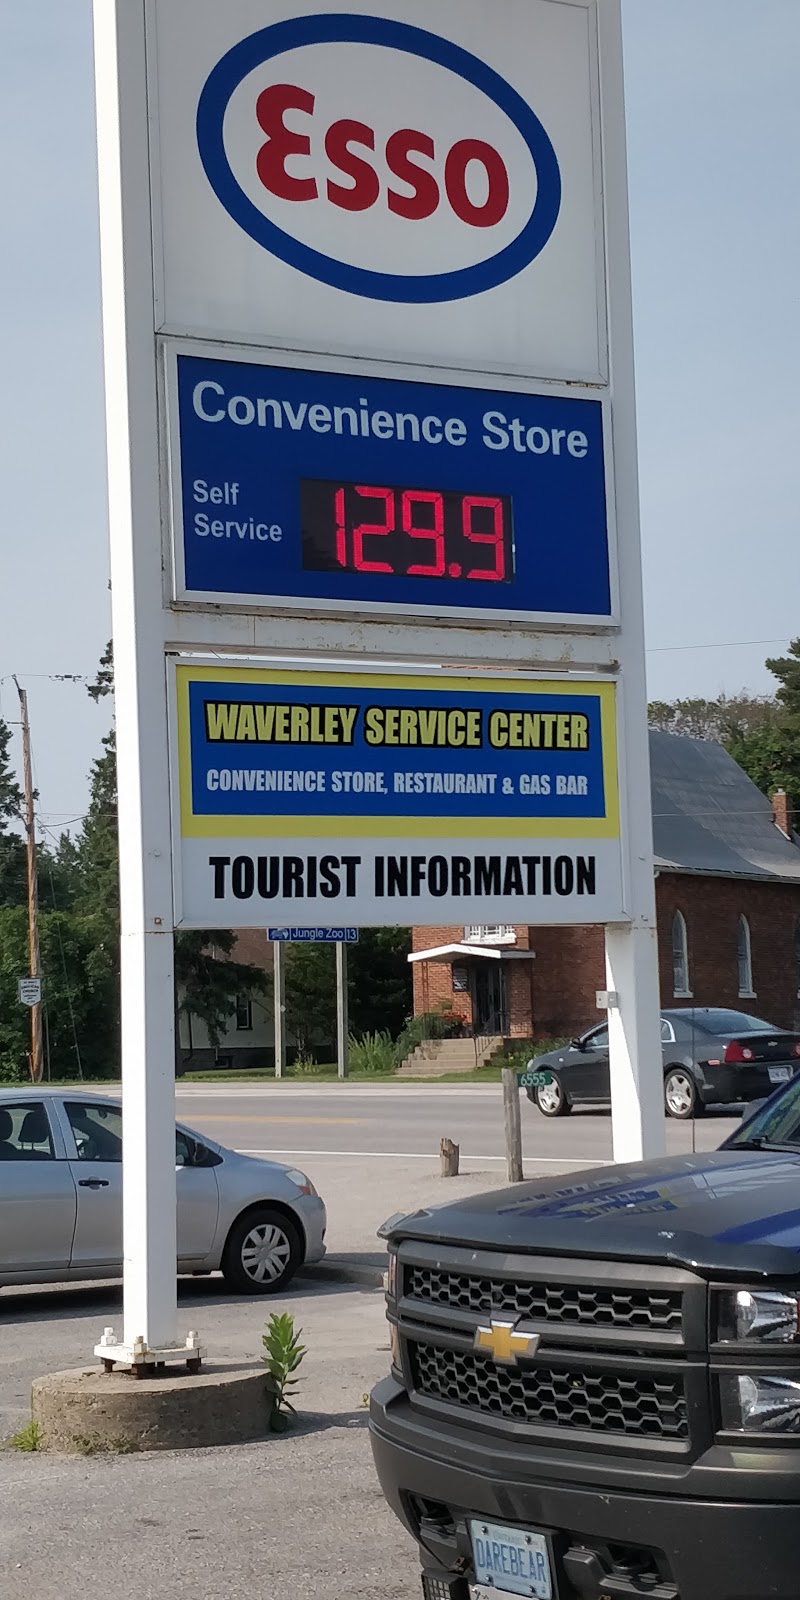 Esso
Convenience Store
Self
Service
129.9
WAVERLEY SERVICE CENTER
CONVENIENCE STORE, RESTAURANT & GAS BAR
TOURIST INFORMATION
Jungle Zoo 13
6555
DAREBEAR